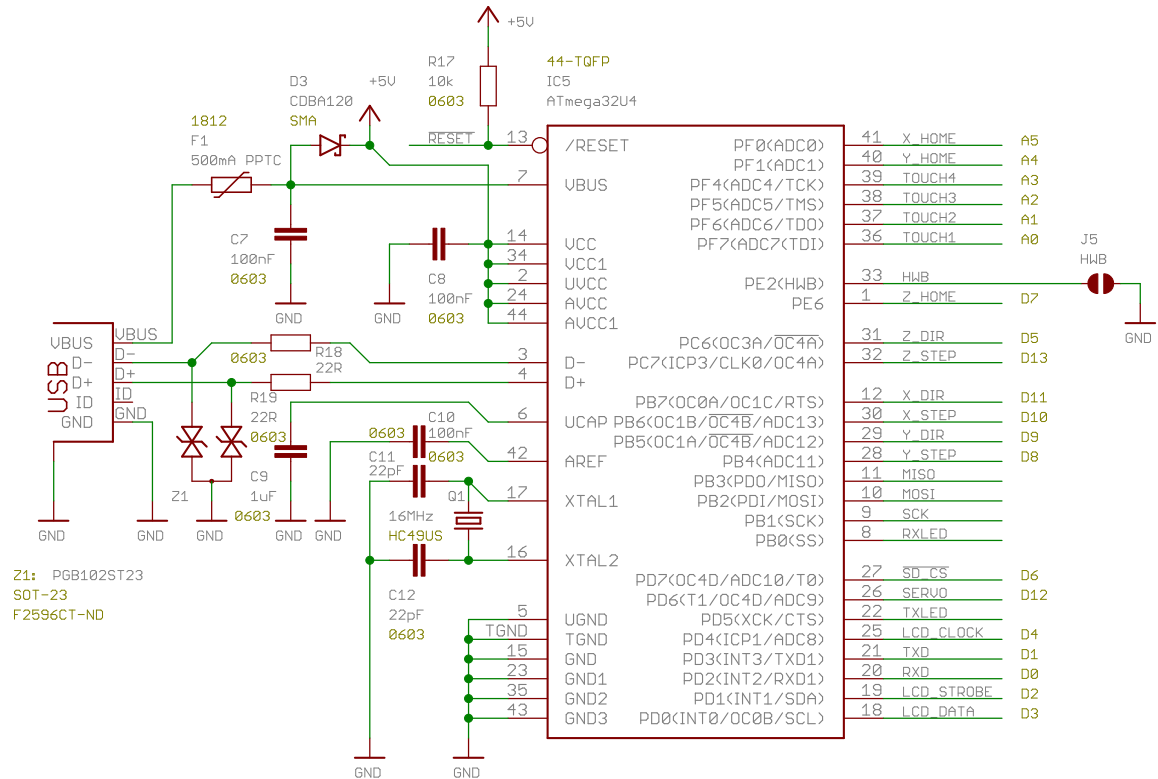 +5V
R17
10k
0603
44-TQFP
IC5
ATmega32U4
D3
CDBA120
SMA
+5V
1812
F1
500mA PPTC
RESET
13
/RESET
7
VBUS
14
VCC
34
VCC1
2
UVCC
24
AVCC
44
AVCC1
3
D-
4
D+
6
UCAP
42
AREF
17
XTAL1
16
XTAL2
5
UGND
TGND
TGND
15
GND
23
GND1
35
GND2
43
GND3
C7
100nF
0603
GND
C8
100nF
0603
GND
VBUS
D-
D+
ID
GND
USB
VBUS
D-
D+
ID
GND
0603
R18
22R
R19
22R
0603
C9
1uF
0603
C10
100nF
0603
0603
C11
22pF
Q1
16MHz
HC49US
C12
22pF
0603
Z1
GND
GND
GND
GND
GND
Z1: PGB102ST23
SOT-23
F2596CT-ND
GND
GND
PF0(ADC0) 41 X_HOME A5
PF1(ADC1) 40 Y_HOME A4
PF4(ADC4/TCK) 39 TOUCH4 A3
PF5(ADC5/TMS) 38 TOUCH3 A2
PF6(ADC6/TDO) 37 TOUCH2 A1
PF7(ADC7(TDI) 36 TOUCH1 A0
PE2(HWB) 33 HWB
PE6 1 Z_HOME D7
J5
HWB
GND
PC6(OC3A/OC4A) 31 Z_DIR D5
PC7(ICP3/CLK0/OC4A) 32 Z_STEP D13
PB7(OC0A/OC1C/RTS) 12 X_DIR D11
PB6(OC1B/OC4B/ADC13) 30 X_STEP D10
PB5(OC1A/OC4B/ADC12) 29 Y_DIR D9
PB4(ADC11) 28 Y_STEP D8
PB3(PDO/MISO) 11 MISO
PB2(PDI/MOSI) 10 MOSI
PB1(SCK) 9 SCK
PB0(SS) 8 RXLED
PD7(OC4D/ADC10/T0) 27 SD_CS D6
PD6(T1/OC4D/ADC9) 26 SERVO D12
PD5(XCK/CTS) 22 TXLED
PD4(ICP1/ADC8) 25 LCD_CLOCK D4
PD3(INT3/TXD1) 21 TXD D1
PD2(INT2/RXD1) 20 RXD D0
PD1(INT1/SDA) 19 LCD_STROBE D2
PD0(INT0/OC0B/SCL) 18 LCD_DATA D3